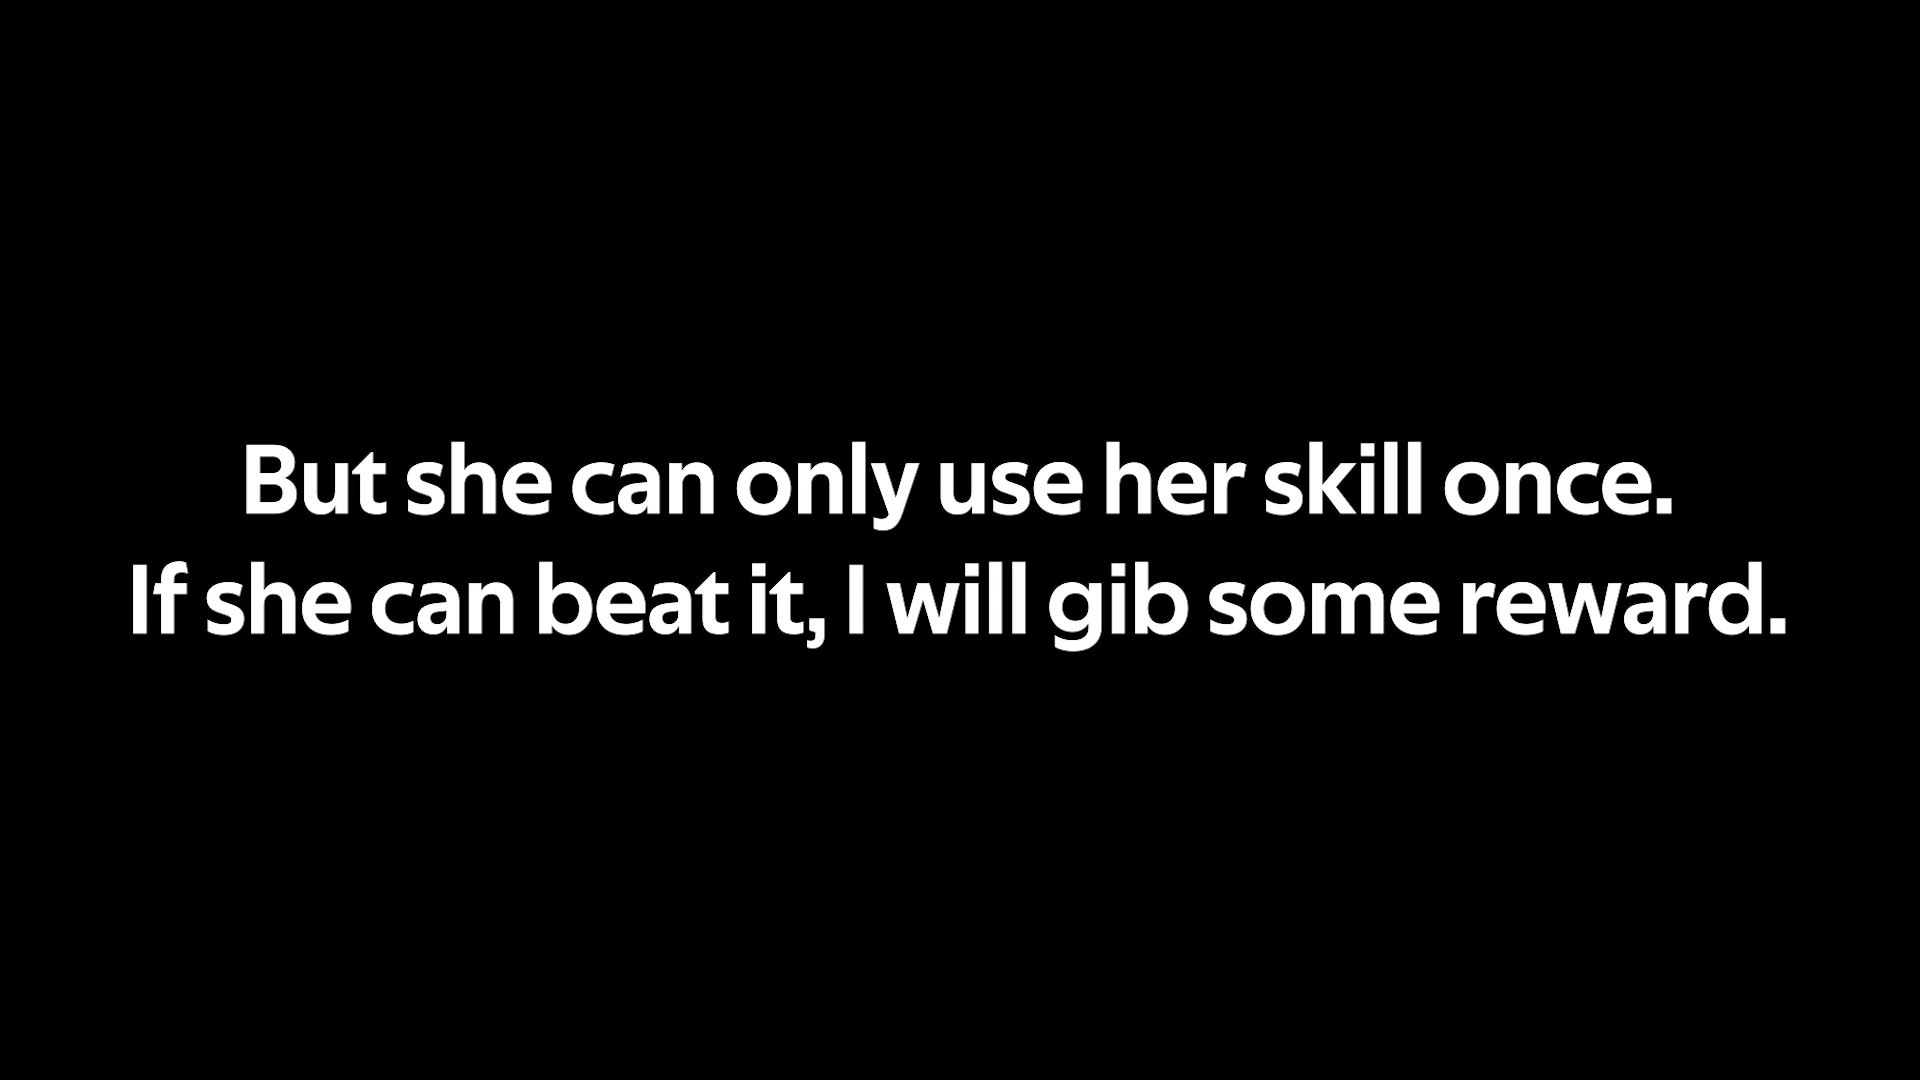 But she can only use her skill once.
If she can beat it, I will gib some reward.